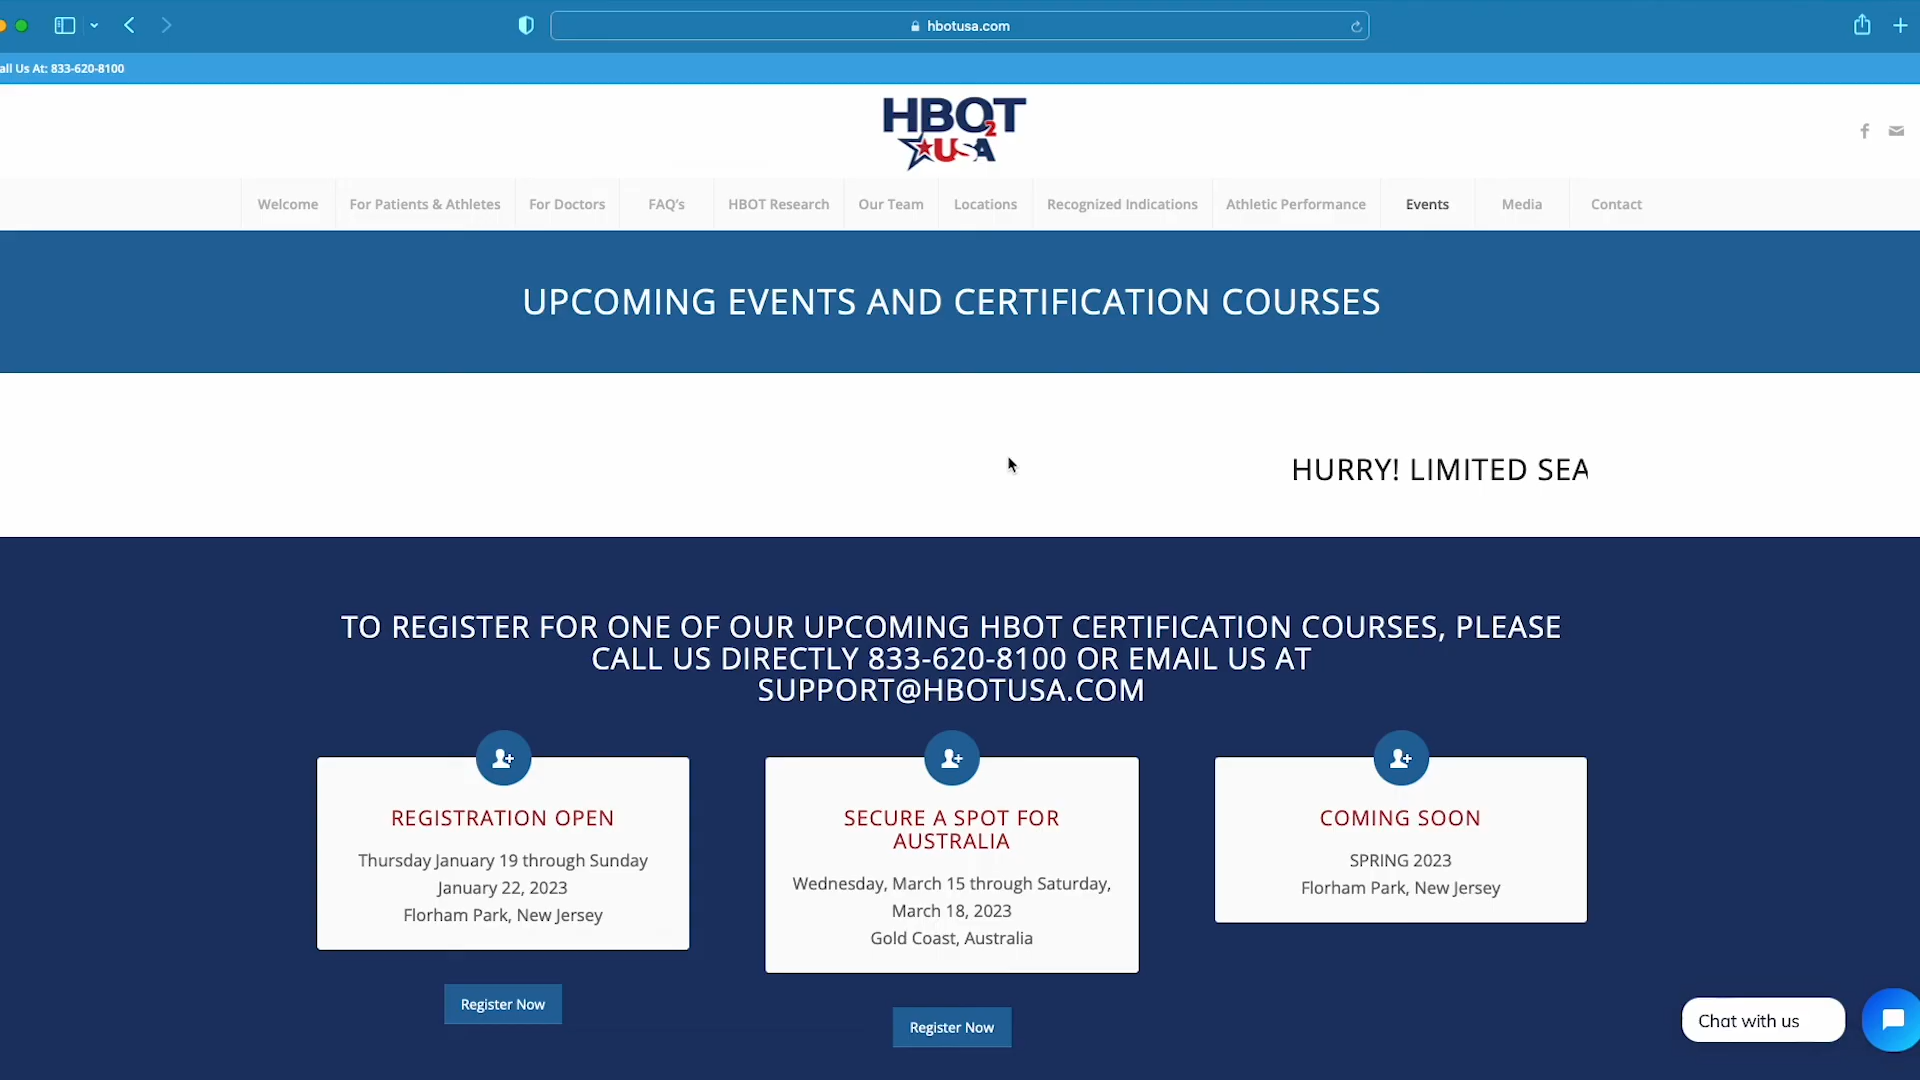 hbotusa.com
all Us At: 833-620-8100
HBOT
2
USA
Welcome
For Patients & Athletes
For Doctors
FAQ's
HBOT Research
Our Team
Locations
Recognized Indications
Athletic Performance
Events
Media
Contact
UPCOMING EVENTS AND CERTIFICATION COURSES
HURRY! LIMITED SEA
TO REGISTER FOR ONE OF OUR UPCOMING HBOT CERTIFICATION COURSES, PLEASE
CALL US DIRECTLY 833-620-8100 OR EMAIL US AT
SUPPORT@HBOTUSA.COM
REGISTRATION OPEN
Thursday January 19 through Sunday
January 22, 2023
Florham Park, New Jersey
Register Now
SECURE A SPOT FOR
AUSTRALIA
Wednesday, March 15 through Saturday,
March 18, 2023
Gold Coast, Australia
Register Now
COMING SOON
SPRING 2023
Florham Park, New Jersey
Chat with us